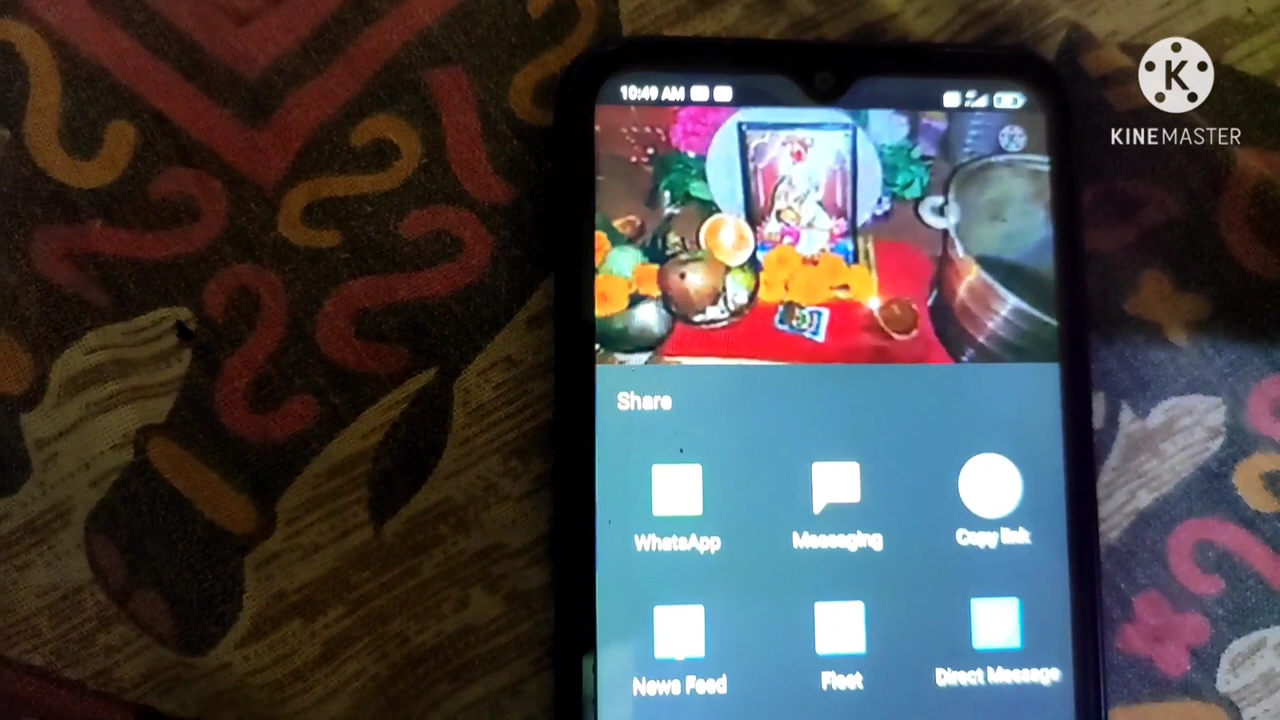 10:49 AM
KINEMASTER
Share
WhatsApp
Messaging
Copy link
News Feed
Fleet
Direct Message